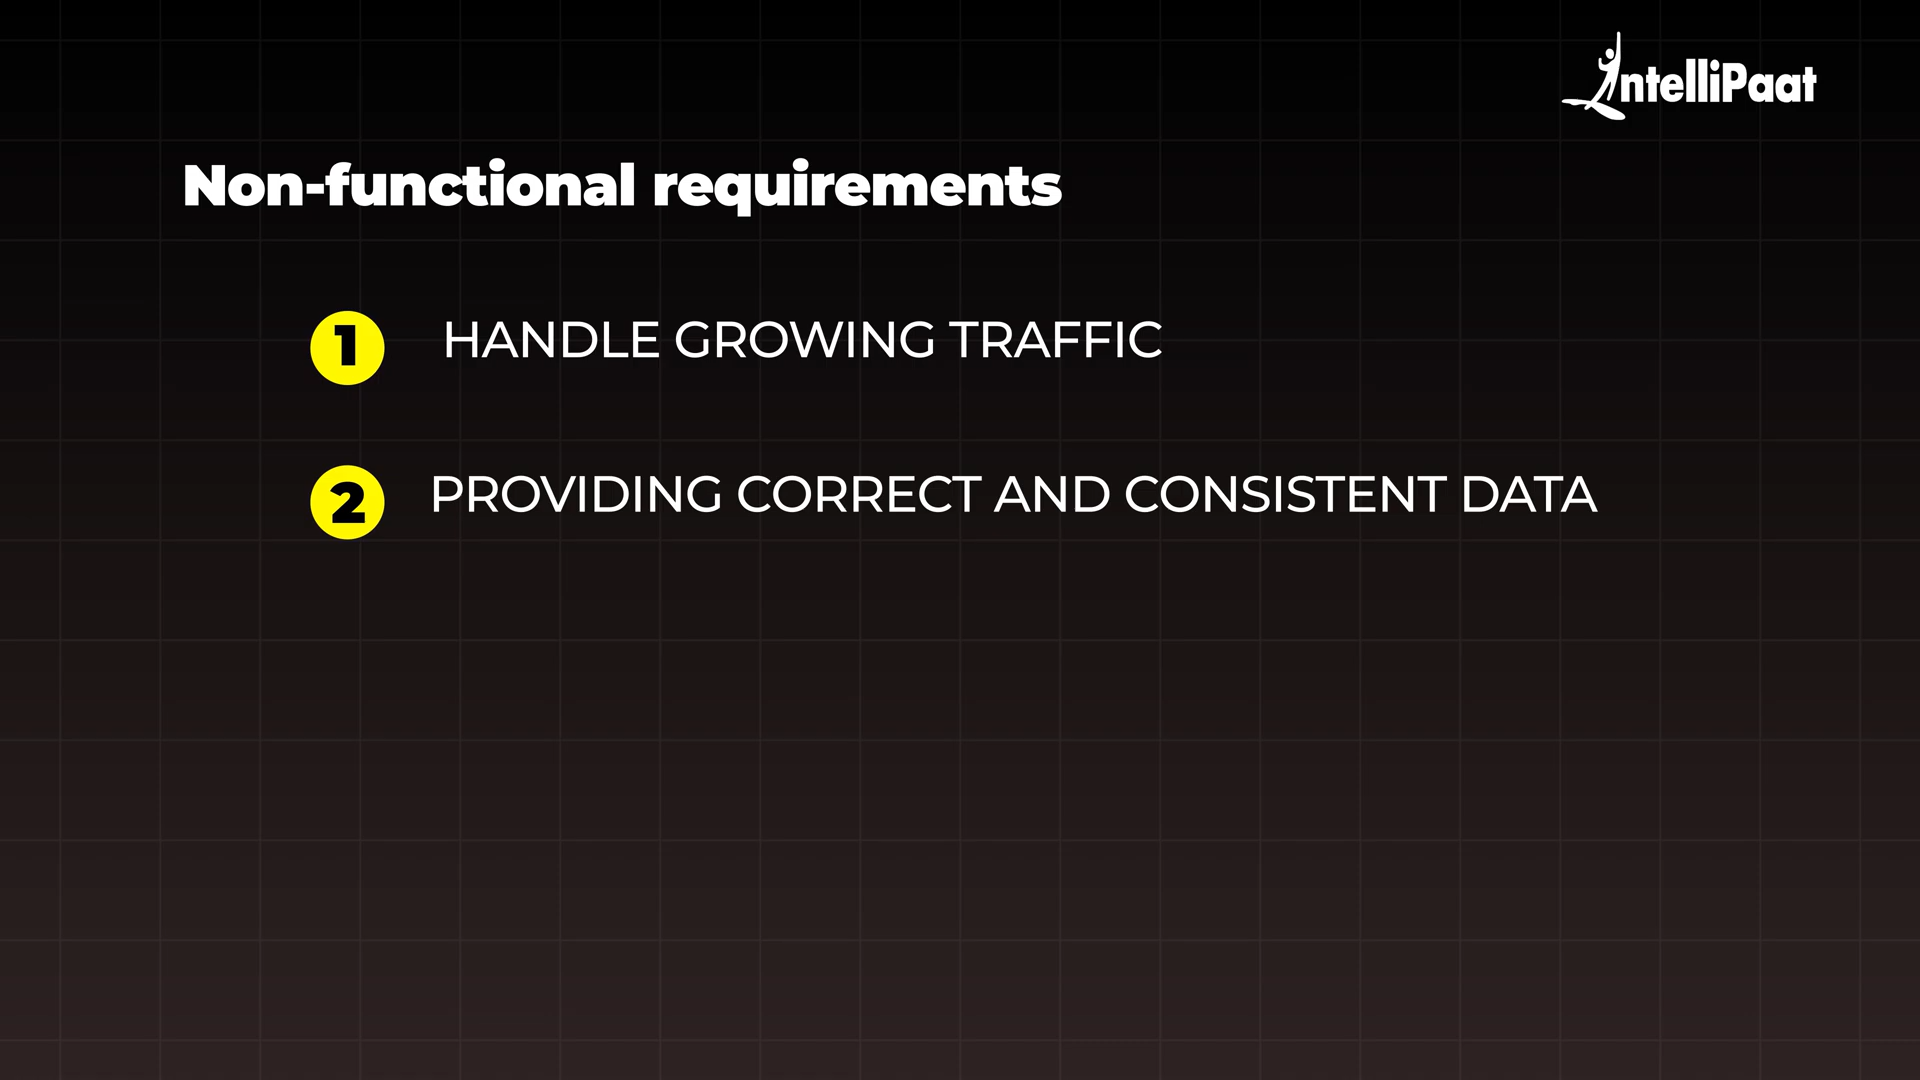 IntelliPaat
Non-functional requirements
1 HANDLE GROWING TRAFFIC
2 PROVIDING CORRECT AND CONSISTENT DATA